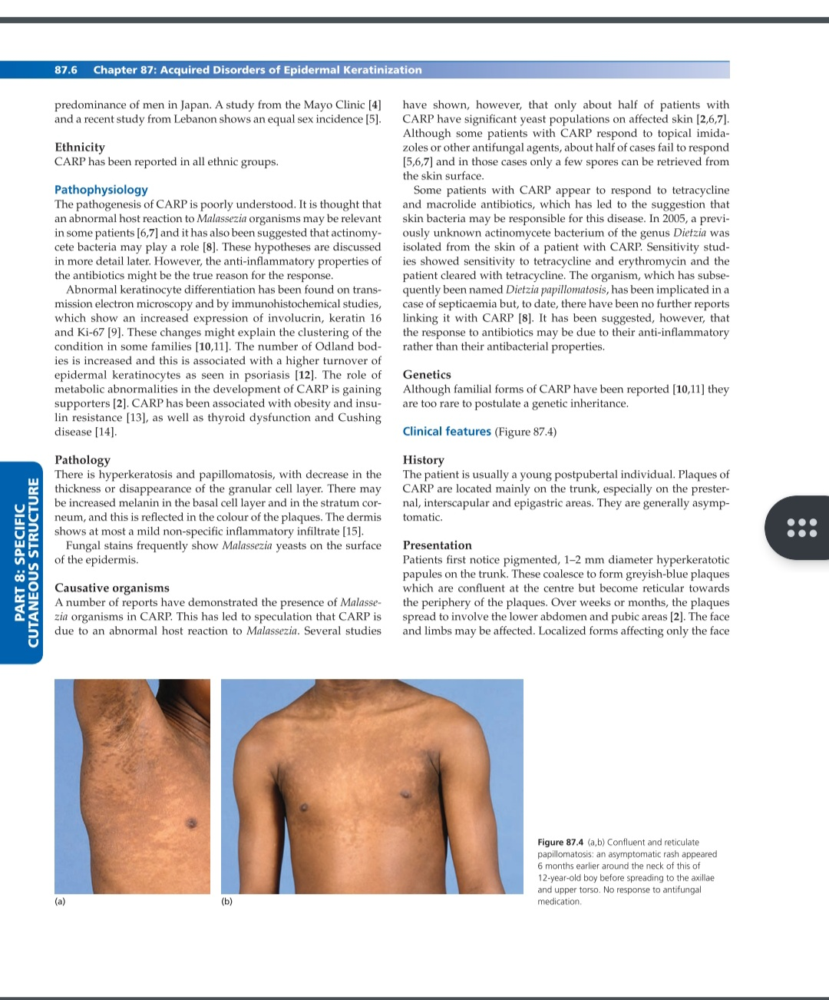 87.6 Chapter 87: Acquired Disorders of Epidermal Keratinization
predominance of men in Japan. A study from the Mayo Clinic [4]
and a recent study from Lebanon shows an equal sex incidence [5].
Ethnicity
CARP has been reported in all ethnic groups.
Pathophysiology
The pathogenesis of CARP is poorly understood. It is thought that
an abnormal host reaction to Malassezia organisms may be relevant
in some patients [6,7] and it has also been suggested that actinomy-
cete bacteria may play a role [8]. These hypotheses are discussed
in more detail later. However, the anti-inflammatory properties of
the antibiotics might be the true reason for the response.
Abnormal keratinocyte differentiation has been found on trans-
mission electron microscopy and by immunohistochemical studies,
which show an increased expression of involucrin, keratin 16
and Ki-67 [9]. These changes might explain the clustering of the
condition in some families [10,11]. The number of Odland bod-
ies is increased and this is associated with a higher turnover of
epidermal keratinocytes as seen in psoriasis [12]. The role of
metabolic abnormalities in the development of CARP is gaining
supporters [2]. CARP has been associated with obesity and insu-
lin resistance [13], as well as thyroid dysfunction and Cushing
disease [14].
Pathology
There is hyperkeratosis and papillomatosis, with decrease in the
thickness or disappearance of the granular cell layer. There may
be increased melanin in the basal cell layer and in the stratum cor-
neum, and this is reflected in the colour of the plaques. The dermis
shows at most a mild non-specific inflammatory infiltrate [15].
Fungal stains frequently show Malassezia yeasts on the surface
of the epidermis.
Causative organisms
A number of reports have demonstrated the presence of Malasse-
zia organisms in CARP. This has led to speculation that CARP is
due to an abnormal host reaction to Malassezia. Several studies
have shown, however, that only about half of patients with
CARP have significant yeast populations on affected skin [2,6,7].
Although some patients with CARP respond to topical imida-
zoles or other antifungal agents, about half of cases fail to respond
[5,6,7] and in those cases only a few spores can be retrieved from
the skin surface.
Some patients with CARP appear to respond to tetracycline
and macrolide antibiotics, which has led to the suggestion that
skin bacteria may be responsible for this disease. In 2005, a previ-
ously unknown actinomycete bacterium of the genus Dietzia was
isolated from the skin of a patient with CARP. Sensitivity stud-
ies showed sensitivity to tetracycline and erythromycin and the
patient cleared with tetracycline. The organism, which has subse-
quently been named Dietzia papillomatosis, has been implicated in a
case of septicaemia but, to date, there have been no further reports
linking it with CARP [8]. It has been suggested, however, that
the response to antibiotics may be due to their anti-inflammatory
rather than their antibacterial properties.
Genetics
Although familial forms of CARP have been reported [10,11] they
are too rare to postulate a genetic inheritance.
Clinical features (Figure 87.4)
History
The patient is usually a young postpubertal individual. Plaques of
CARP are located mainly on the trunk, especially on the prester-
nal, interscapular and epigastric areas. They are generally asymp-
tomatic.
Presentation
Patients first notice pigmented, 1–2 mm diameter hyperkeratotic
papules on the trunk. These coalesce to form greyish-blue plaques
which are confluent at the centre but become reticular towards
the periphery of the plaques. Over weeks or months, the plaques
spread to involve the lower abdomen and pubic areas [2]. The face
and limbs may be affected. Localized forms affecting only the face
PART 8: SPECIFIC
CUTANEOUS STRUCTURE
(a)
(b)
Figure 87.4 (a,b) Confluent and reticulate
papillomatosis: an asymptomatic rash appeared
6 months earlier around the neck of this of
12-year-old boy before spreading to the axillae
and upper torso. No response to antifungal
medication.